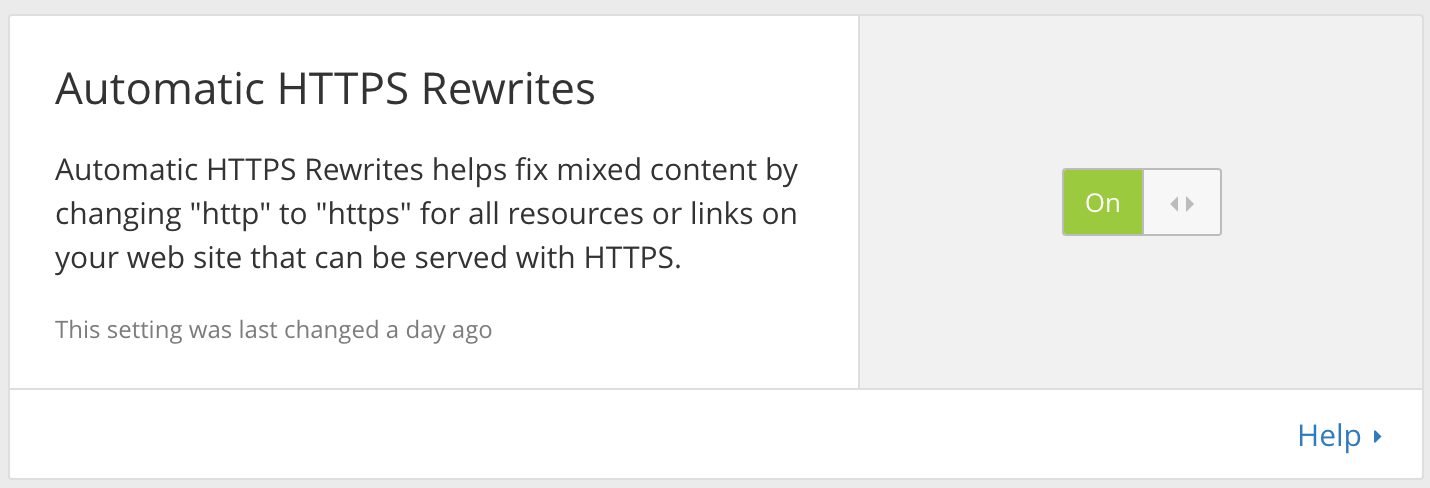 Automatic HTTPS Rewrites
Automatic HTTPS Rewrites helps fix mixed content by
changing "http" to "https" for all resources or links on
your web site that can be served with HTTPS.
This setting was last changed a day ago
On
Help